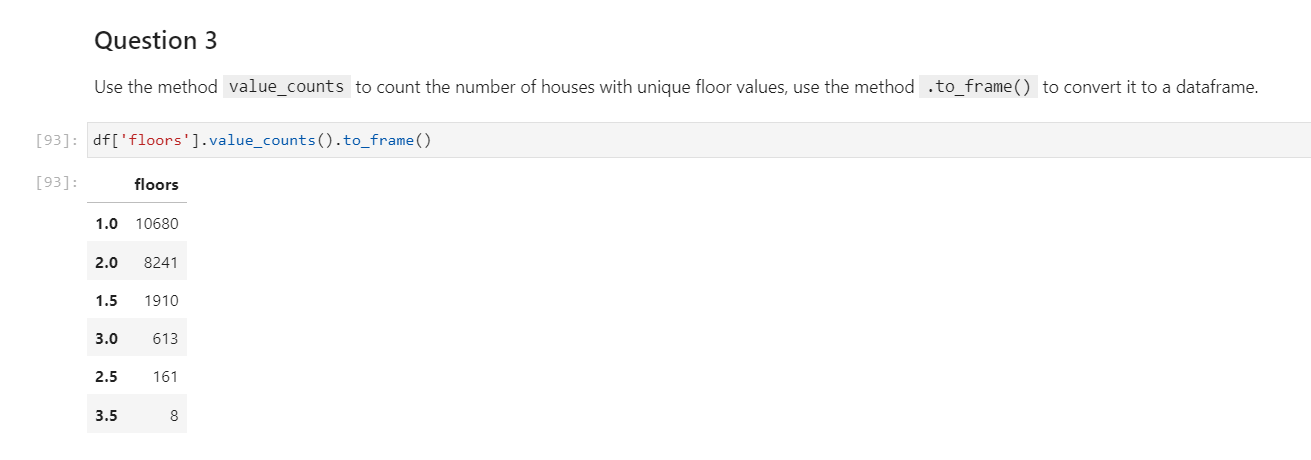 Question 3
Use the method value_counts to count the number of houses with unique floor values, use the method .to_frame() to convert it to a dataframe.
[93]: df['floors'].value_counts().to_frame()
[93]: floors
1.0 10680
2.0 8241
1.5 1910
3.0 613
2.5 161
3.5 8